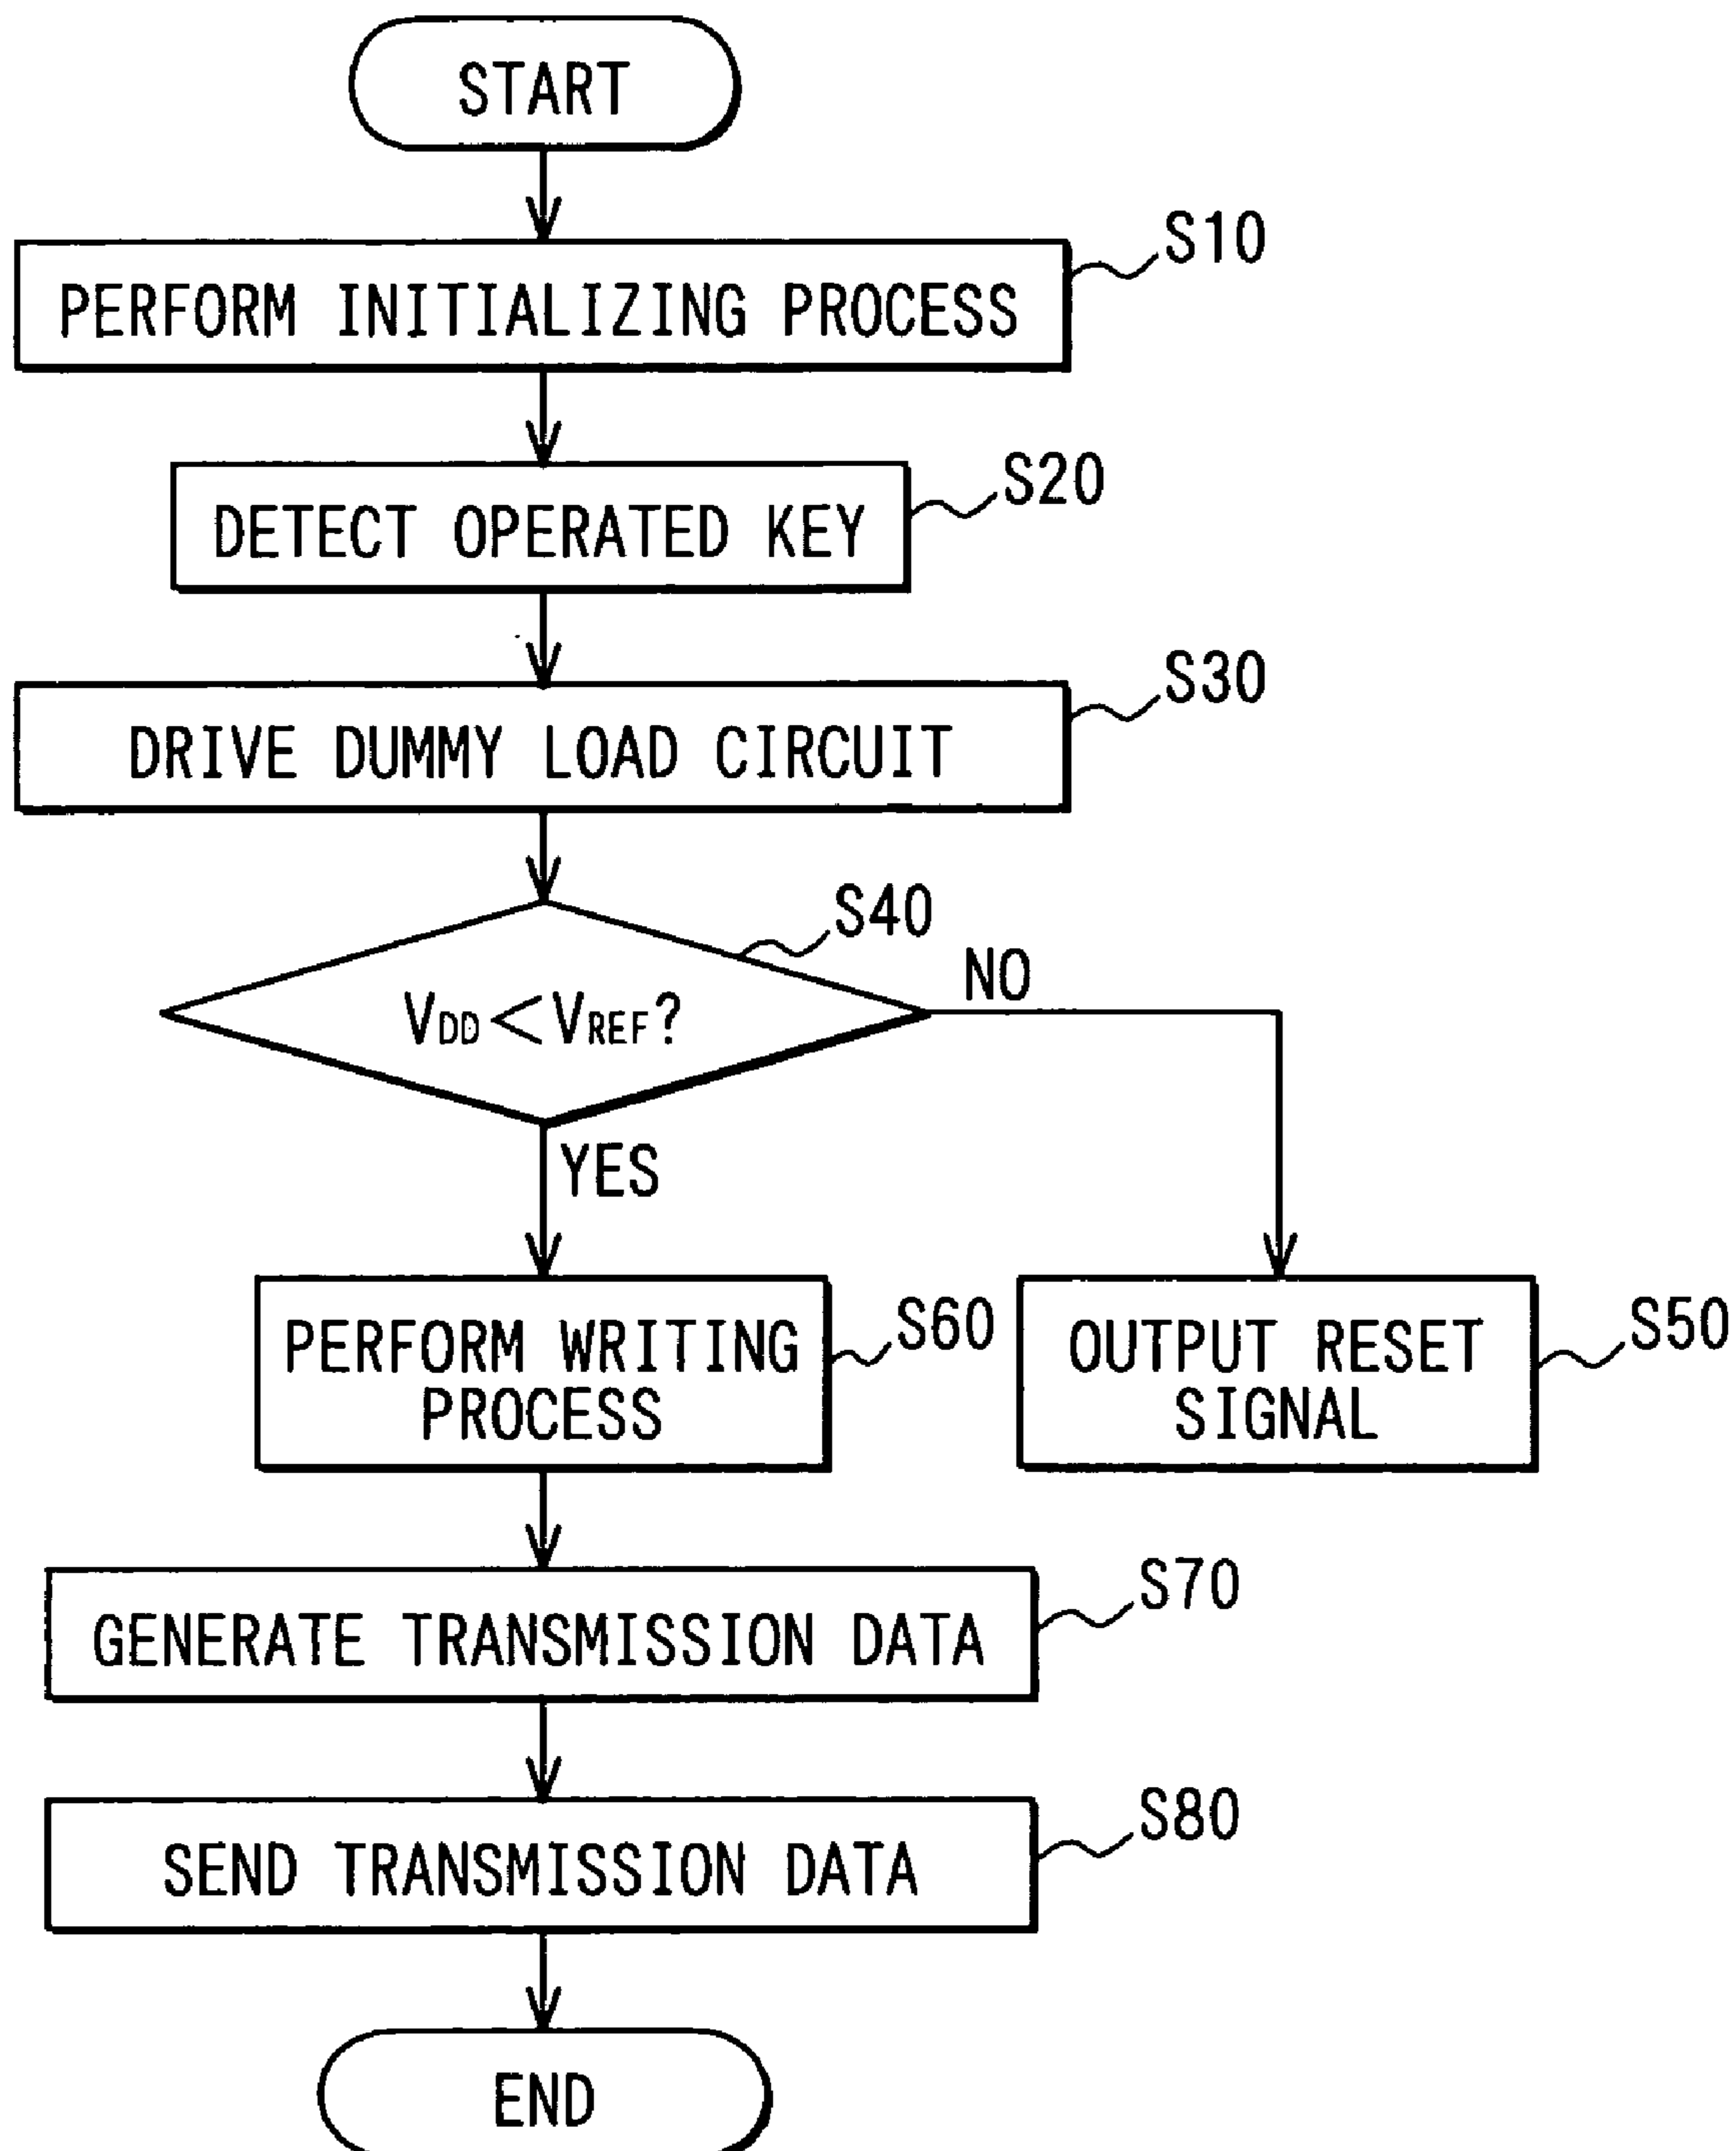 START
S10
PERFORM INITIALIZING PROCESS
S20
DETECT OPERATED KEY
S30
DRIVE DUMMY LOAD CIRCUIT
S40
VDD<VREF?
NO
YES
S60
PERFORM WRITING
PROCESS
S50
OUTPUT RESET
SIGNAL
S70
GENERATE TRANSMISSION DATA
S80
SEND TRANSMISSION DATA
END